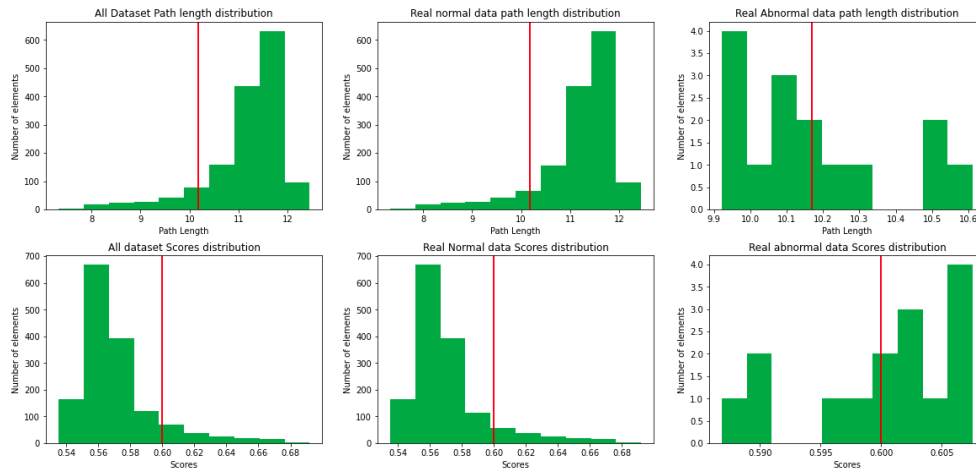 All Dataset Path length distribution
Number of elements
600
500
400
300
200
100
0
8 9 10 11 12
Path Length
Real normal data path length distribution
Number of elements
600
500
400
300
200
100
0
8 9 10 11 12
Path Length
Real Abnormal data path length distribution
Number of elements
4.0
3.5
3.0
2.5
2.0
1.5
1.0
0.5
0.0
9.9 10.0 10.1 10.2 10.3 10.4 10.5 10.6
Path Length
All dataset Scores distribution
Number of elements
700
600
500
400
300
200
100
0
0.54 0.56 0.58 0.60 0.62 0.64 0.66 0.68
Scores
Real Normal data Scores distribution
Number of elements
700
600
500
400
300
200
100
0
0.54 0.56 0.58 0.60 0.62 0.64 0.66 0.68
Scores
Real abnormal data Scores distribution
Number of elements
4.0
3.5
3.0
2.5
2.0
1.5
1.0
0.5
0.0
0.590 0.595 0.600 0.605
Scores